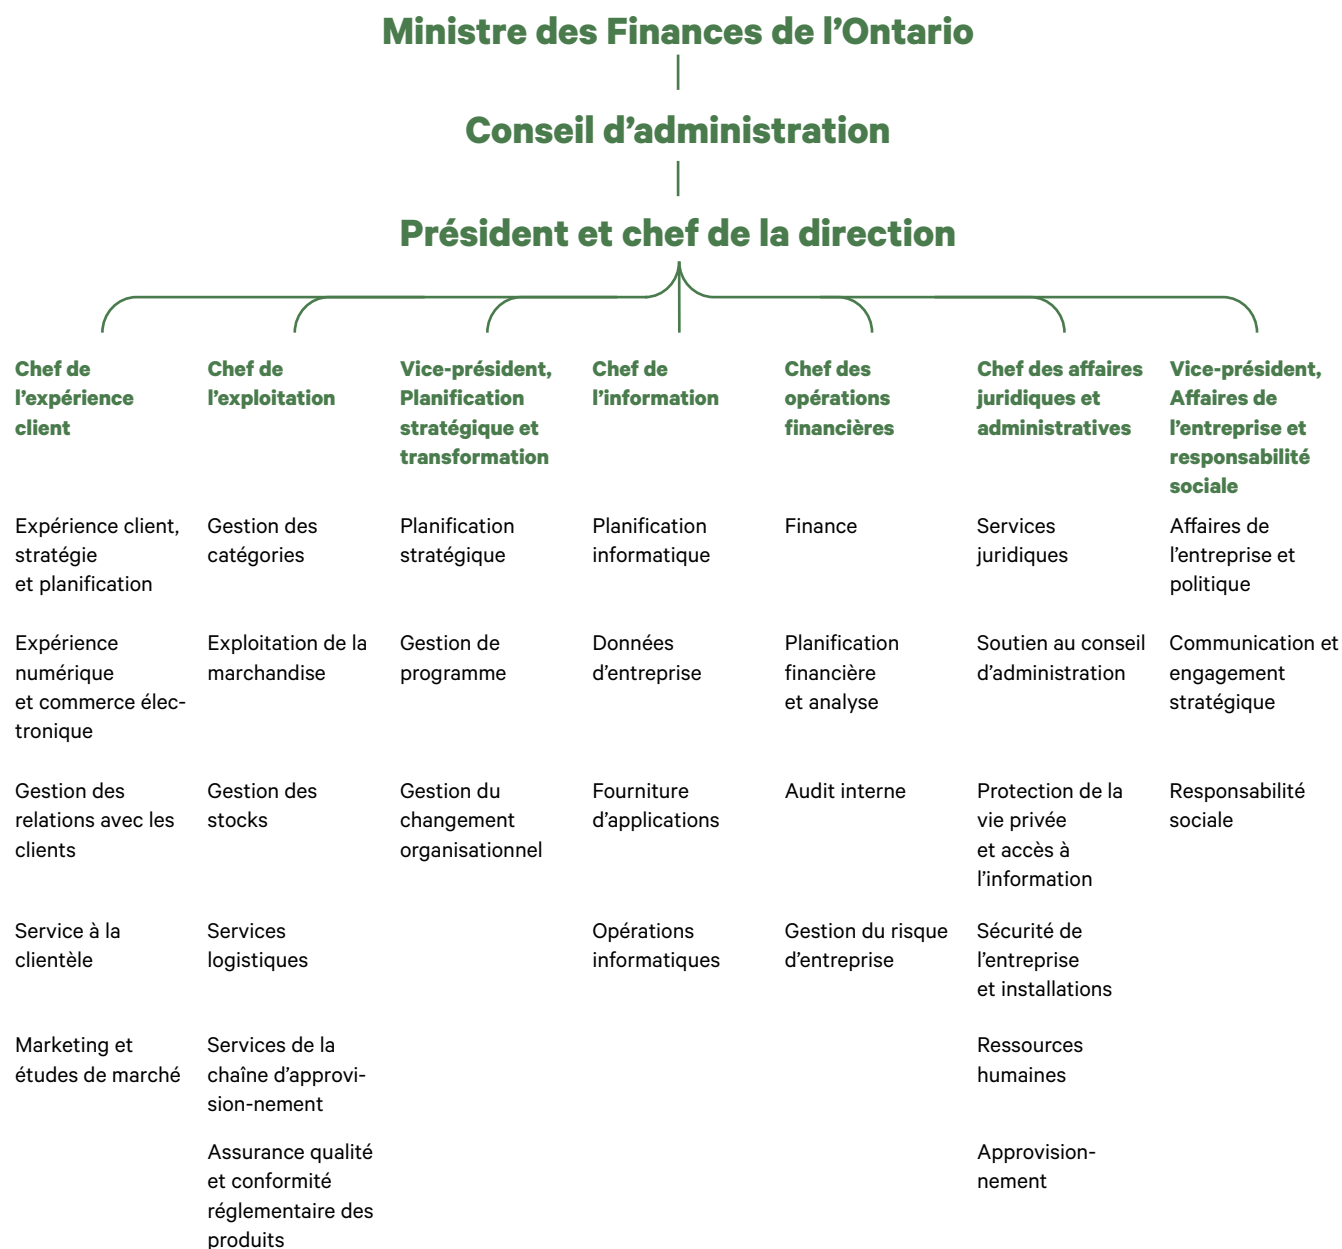 Ministre des Finances de l’Ontario
Conseil d’administration
Président et chef de la direction
Chef de
l’expérience
client
Chef de
l’exploitation
Vice-président,
Planification
stratégique et
transformation
Chef de
l’information
Chef des
opérations
financières
Chef des affaires
juridiques et
administratives
Vice-président,
Affaires de
l’entreprise et
responsabilité
sociale
Expérience client,
stratégie
et planification
Gestion des
catégories
Planification
stratégique
Planification
informatique
Finance
Services
juridiques
Affaires de
l’entreprise et
politique
Expérience
numérique
et commerce élec-
tronique
Exploitation de la
marchandise
Gestion de
programme
Données
d’entreprise
Planification
financière
et analyse
Soutien au conseil
d’administration
Communication et
engagement
stratégique
Gestion des
relations avec les
clients
Gestion des
stocks
Gestion du
changement
organisationnel
Fourniture
d’applications
Audit interne
Protection de la
vie privée
et accès à
l’information
Responsabilité
sociale
Service à la
clientèle
Services
logistiques
Opérations
informatiques
Gestion du risque
d’entreprise
Sécurité de
l’entreprise
et installations
Marketing et
études de marché
Services de la
chaîne d’approvi-
sion-nement
Ressources
humaines
Assurance qualité
et conformité
réglementaire des
produits
Approvision-
nement